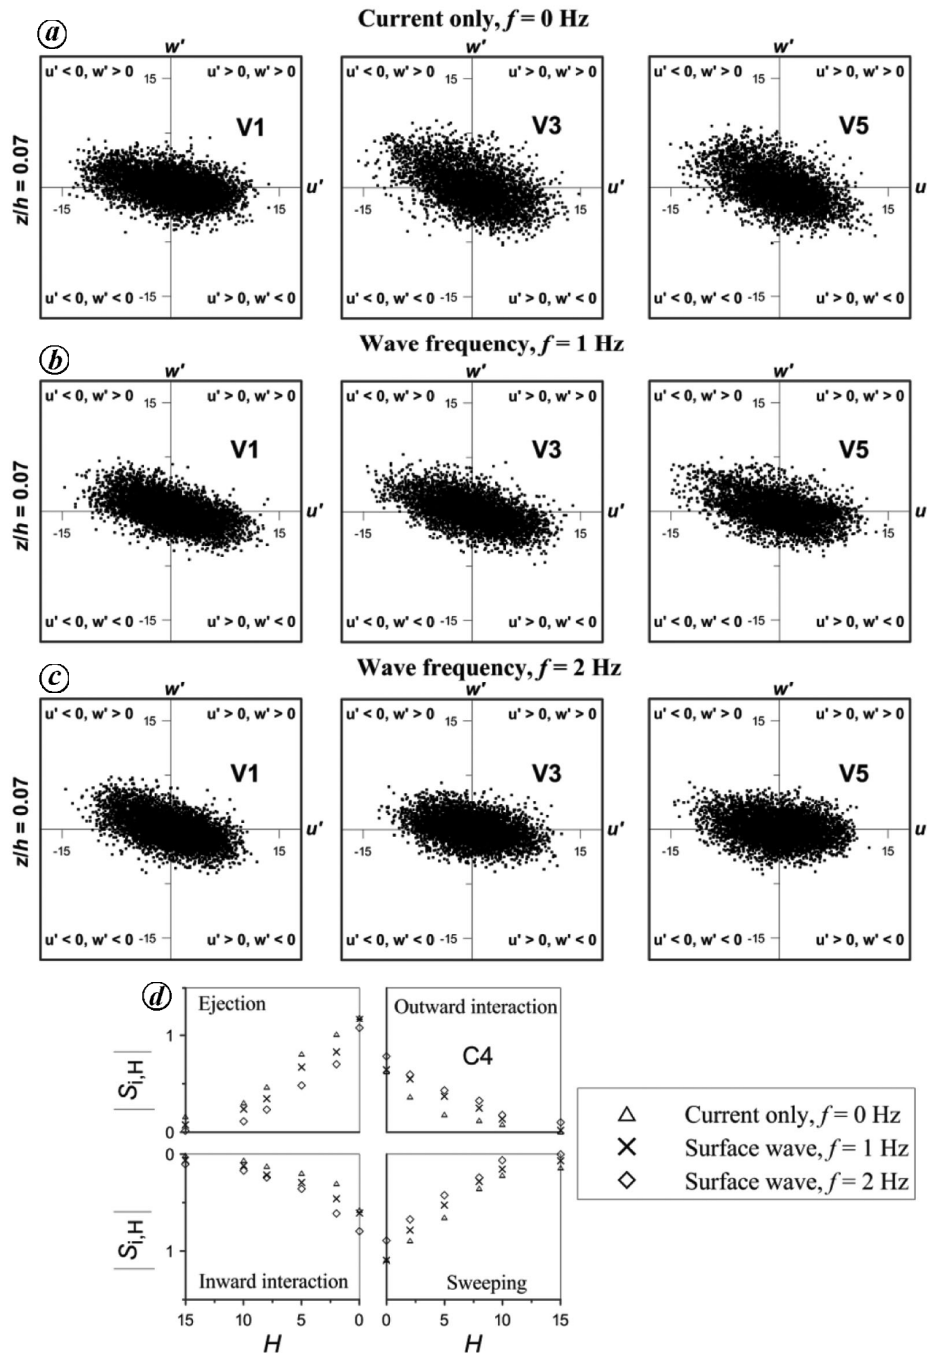 a
Current only, f = 0 Hz
w' w' w'
u' < 0, w' > 0 15 u' > 0, w' > 0 u' < 0, w' > 0 15 u' > 0, w' > 0 u' < 0, w' > 0 15 u' > 0, w' > 0
V1 V3 V5
z/h = 0.07
u' u' u
-15 15 -15 15 -15 15
u' < 0, w' < 0 -15 u' > 0, w' < 0 u' < 0, w' < 0 -15 u' > 0, w' < 0 u' < 0, w' < 0 -15 u' > 0, w' < 0
b
Wave frequency, f = 1 Hz
w' w' w'
u' < 0, w' > 0 15 u' > 0, w' > 0 u' < 0, w' > 0 15 u' > 0, w' > 0 u' < 0, w' > 0 15 u' > 0, w' > 0
V1 V3 V5
z/h = 0.07
u' u' u
-15 15 -15 15 -15 15
u' < 0, w' < 0 -15 u' > 0, w' < 0 u' < 0, w' < 0 -15 u' > 0, w' < 0 u' < 0, w' < 0 -15 u' > 0, w' < 0
c
Wave frequency, f = 2 Hz
w' w' w'
u' < 0, w' > 0 15 u' > 0, w' > 0 u' < 0, w' > 0 15 u' > 0, w' > 0 u' < 0, w' > 0 15 u' > 0, w' > 0
V1 V3 V5
z/h = 0.07
u' u' u
-15 15 -15 15 -15 15
u' < 0, w' < 0 -15 u' > 0, w' < 0 u' < 0, w' < 0 -15 u' > 0, w' < 0 u' < 0, w' < 0 -15 u' > 0, w' < 0
d
Ejection Outward interaction
C4
1
|Si,H|
0
0
|Si,H|
1
Inward interaction Sweeping
15 10 5 0 0 5 10 15
H H
Current only, f = 0 Hz
Surface wave, f = 1 Hz
Surface wave, f = 2 Hz